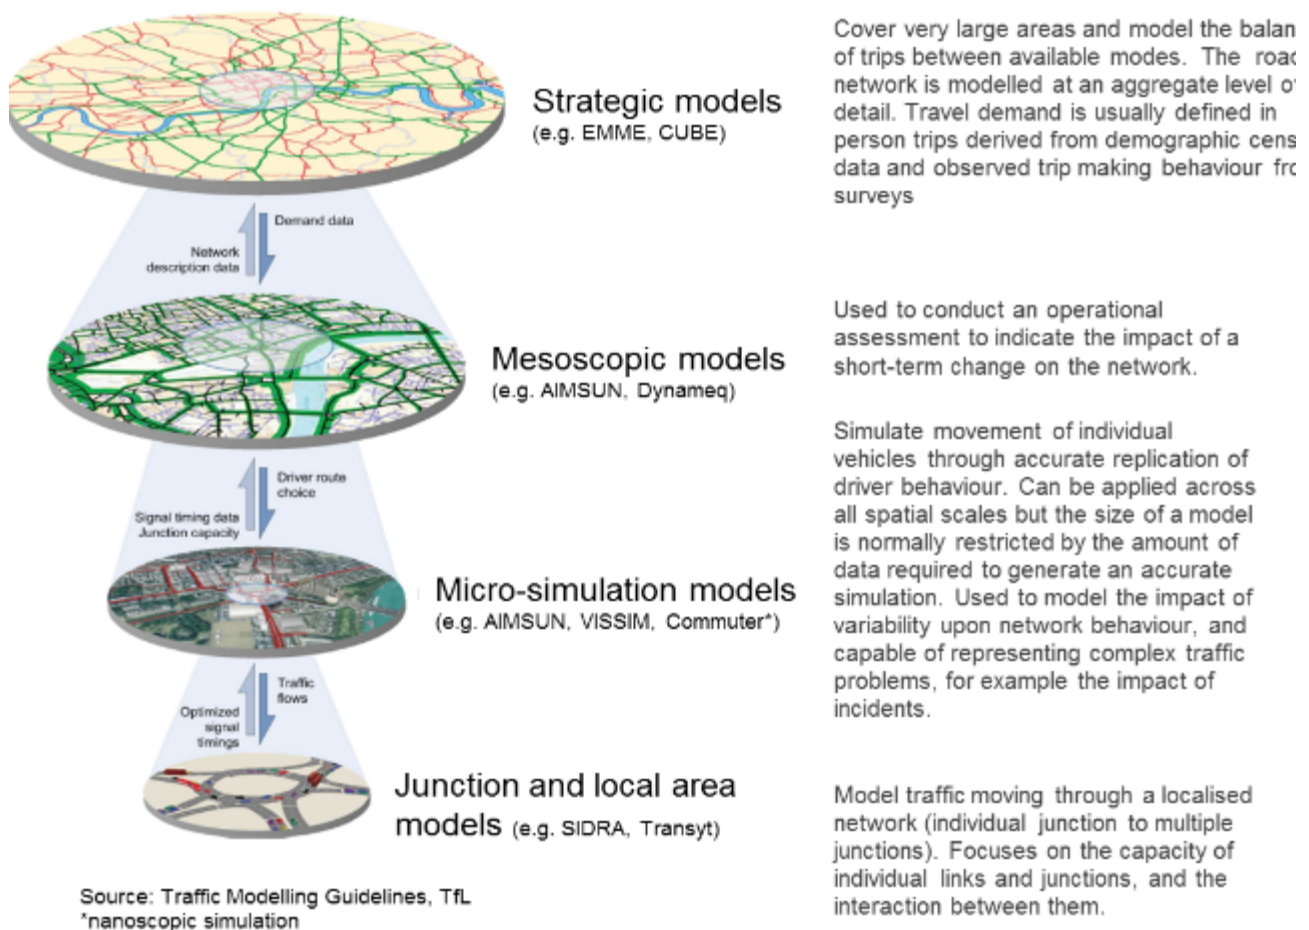 Cover very large areas and model the balan
of trips between available modes. The road
network is modelled at an aggregate level of
detail. Travel demand is usually defined in
person trips derived from demographic cens
data and observed trip making behaviour fro
surveys
Strategic models
(e.g. EMME, CUBE)
Demand data
Network
description data
Used to conduct an operational
assessment to indicate the impact of a
short-term change on the network.
Mesoscopic models
(e.g. AIMSUN, Dynameq)
Driver route
choice
Signal timing data
Junction capacity
Simulate movement of individual
vehicles through accurate replication of
driver behaviour. Can be applied across
all spatial scales but the size of a model
is normally restricted by the amount of
data required to generate an accurate
simulation. Used to model the impact of
variability upon network behaviour, and
capable of representing complex traffic
problems, for example the impact of
incidents.
Micro-simulation models
(e.g. AIMSUN, VISSIM, Commuter*)
Traffic
flows
Optimized
signal
timings
Junction and local area
models (e.g. SIDRA, Transyt)
Model traffic moving through a localised
network (individual junction to multiple
junctions). Focuses on the capacity of
individual links and junctions, and the
interaction between them.
Source: Traffic Modelling Guidelines, TfL
*nanoscopic simulation